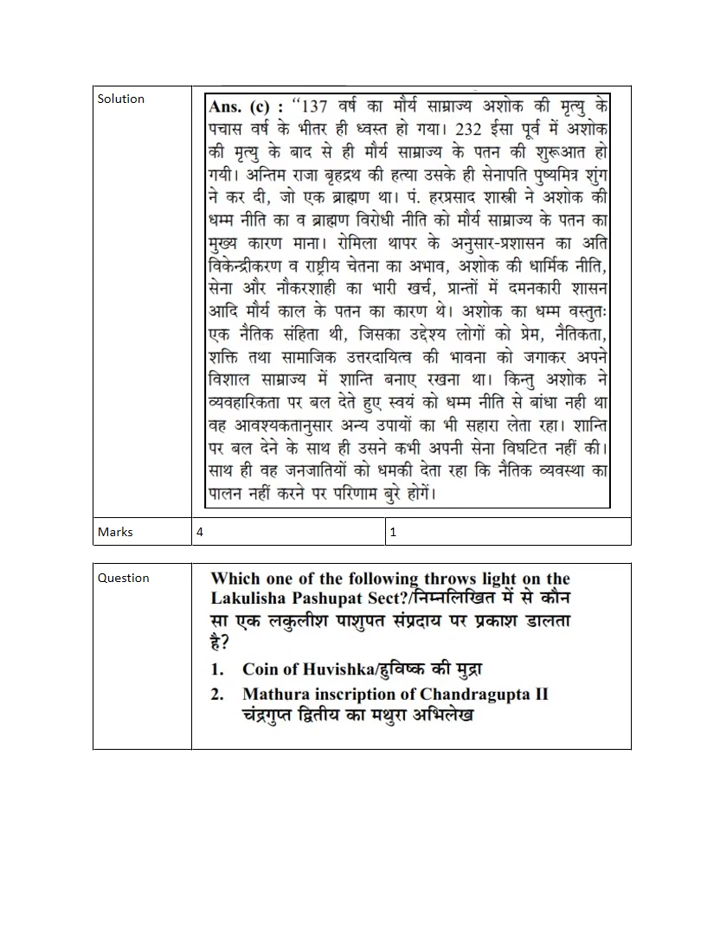 Solution
Ans. (c) : “137 वर्ष का मौर्य साम्राज्य अशोक की मृत्यु के
पचास वर्ष के भीतर ही ध्वस्त हो गया। 232 ईसा पूर्व में अशोक
की मृत्यु के बाद से ही मौर्य साम्राज्य के पतन की शुरूआत हो
गयी। अन्तिम राजा बृहद्रथ की हत्या उसके ही सेनापति पुष्यमित्र शुंग
ने कर दी, जो एक ब्राह्मण था। पं. हरप्रसाद शास्त्री ने अशोक की
धम्म नीति का व ब्राह्मण विरोधी नीति को मौर्य साम्राज्य के पतन का
मुख्य कारण माना। रोमिला थापर के अनुसार-प्रशासन का अति
विकेन्द्रीकरण व राष्ट्रीय चेतना का अभाव, अशोक की धार्मिक नीति,
सेना और नौकरशाही का भारी खर्च, प्रान्तों में दमनकारी शासन
आदि मौर्य काल के पतन का कारण थे। अशोक का धम्म वस्तुतः
एक नैतिक संहिता थी, जिसका उद्देश्य लोगों को प्रेम, नैतिकता,
शक्ति तथा सामाजिक उत्तरदायित्व की भावना को जगाकर अपने
विशाल साम्राज्य में शान्ति बनाए रखना था। किन्तु अशोक ने
व्यवहारिकता पर बल देते हुए स्वयं को धम्म नीति से बांधा नही था
वह आवश्यकतानुसार अन्य उपायों का भी सहारा लेता रहा। शान्ति
पर बल देने के साथ ही उसने कभी अपनी सेना विघटित नहीं की।
साथ ही वह जनजातियों को धमकी देता रहा कि नैतिक व्यवस्था का
पालन नहीं करने पर परिणाम बुरे होगें।
Marks 4 1
Question
Which one of the following throws light on the
Lakulisha Pashupat Sect?/निम्नलिखित में से कौन
सा एक लकुलीश पाशुपत संप्रदाय पर प्रकाश डालता
है?
1. Coin of Huvishka/हुविष्क की मुद्रा
2. Mathura inscription of Chandragupta II
चंद्रगुप्त द्वितीय का मथुरा अभिलेख